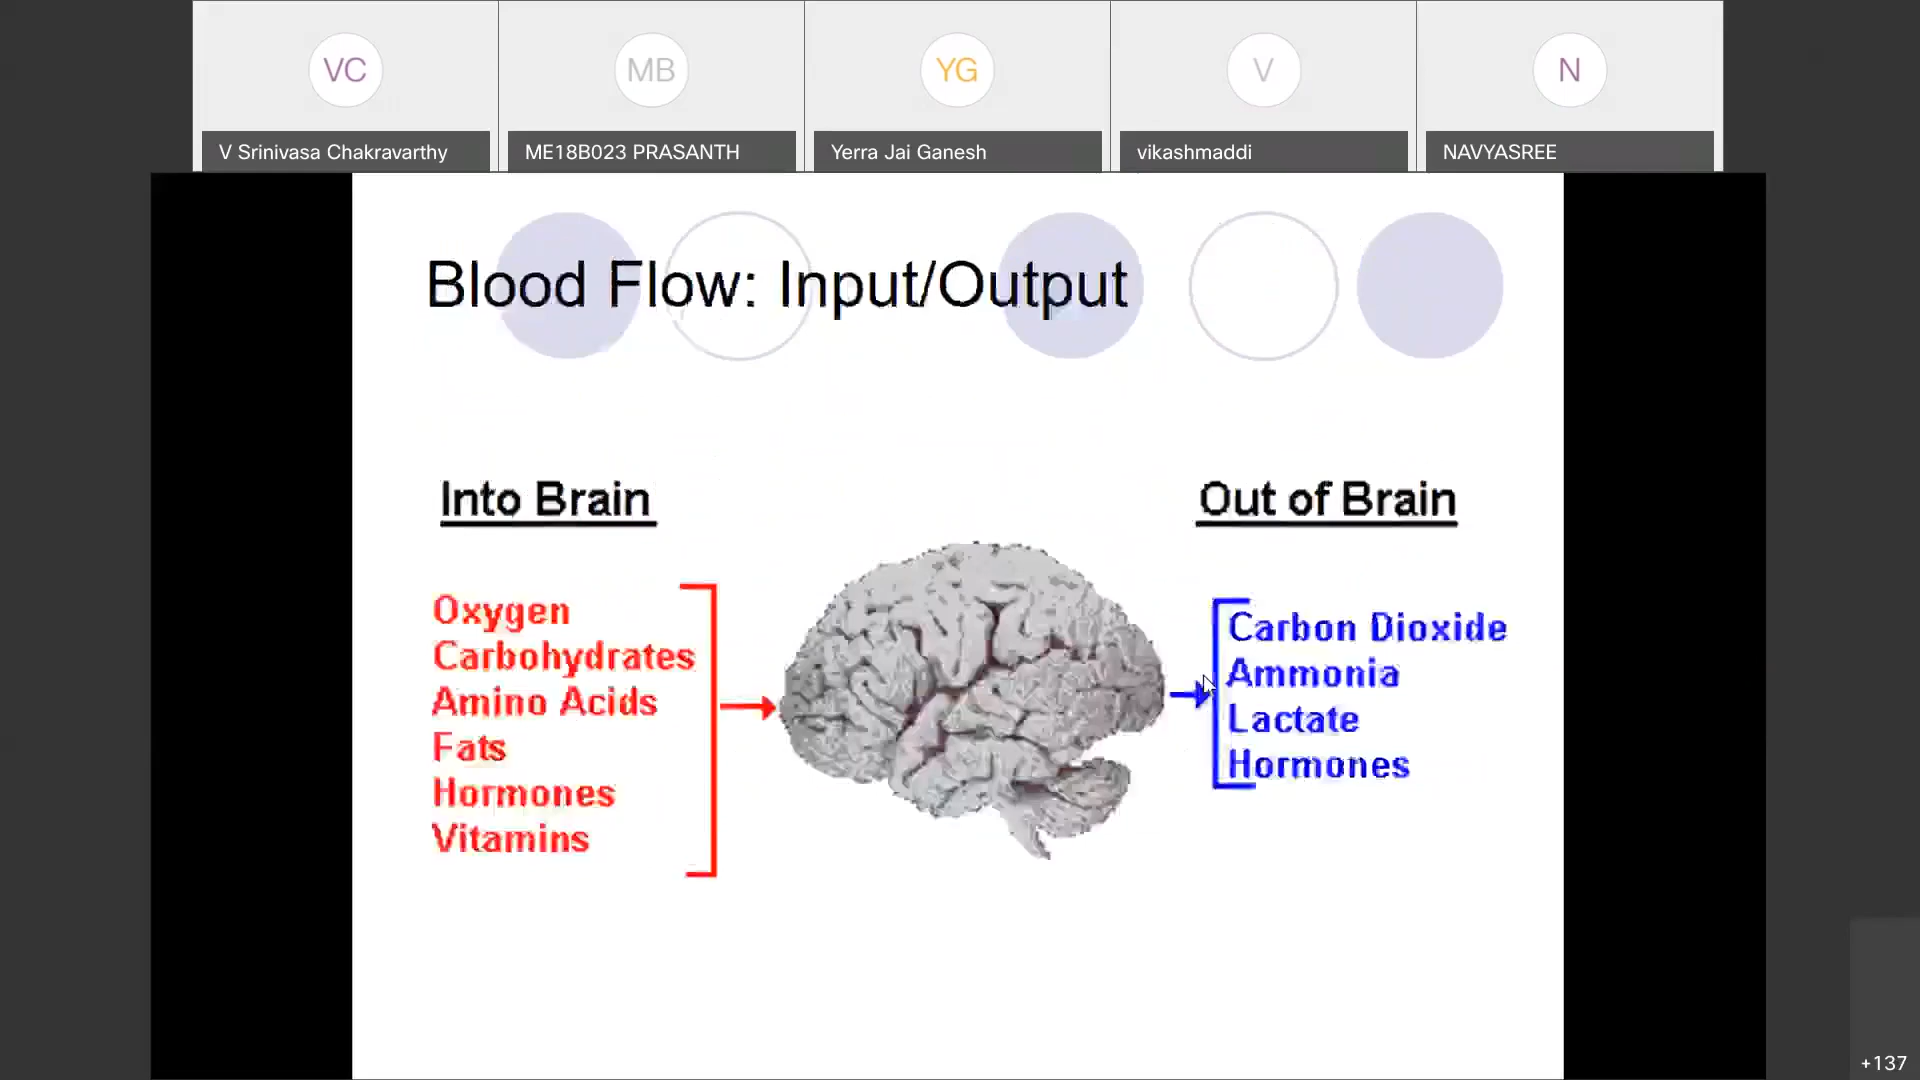 VC
MB
YG
V
N
V Srinivasa Chakravarthy
ME18B023 PRASANTH
Yerra Jai Ganesh
vikashmaddi
NAVYASREE
Blood Flow: Input/Output
Into Brain
Oxygen
Carbohydrates
Amino Acids
Fats
Hormones
Vitamins
Out of Brain
Carbon Dioxide
Ammonia
Lactate
Hormones
+137